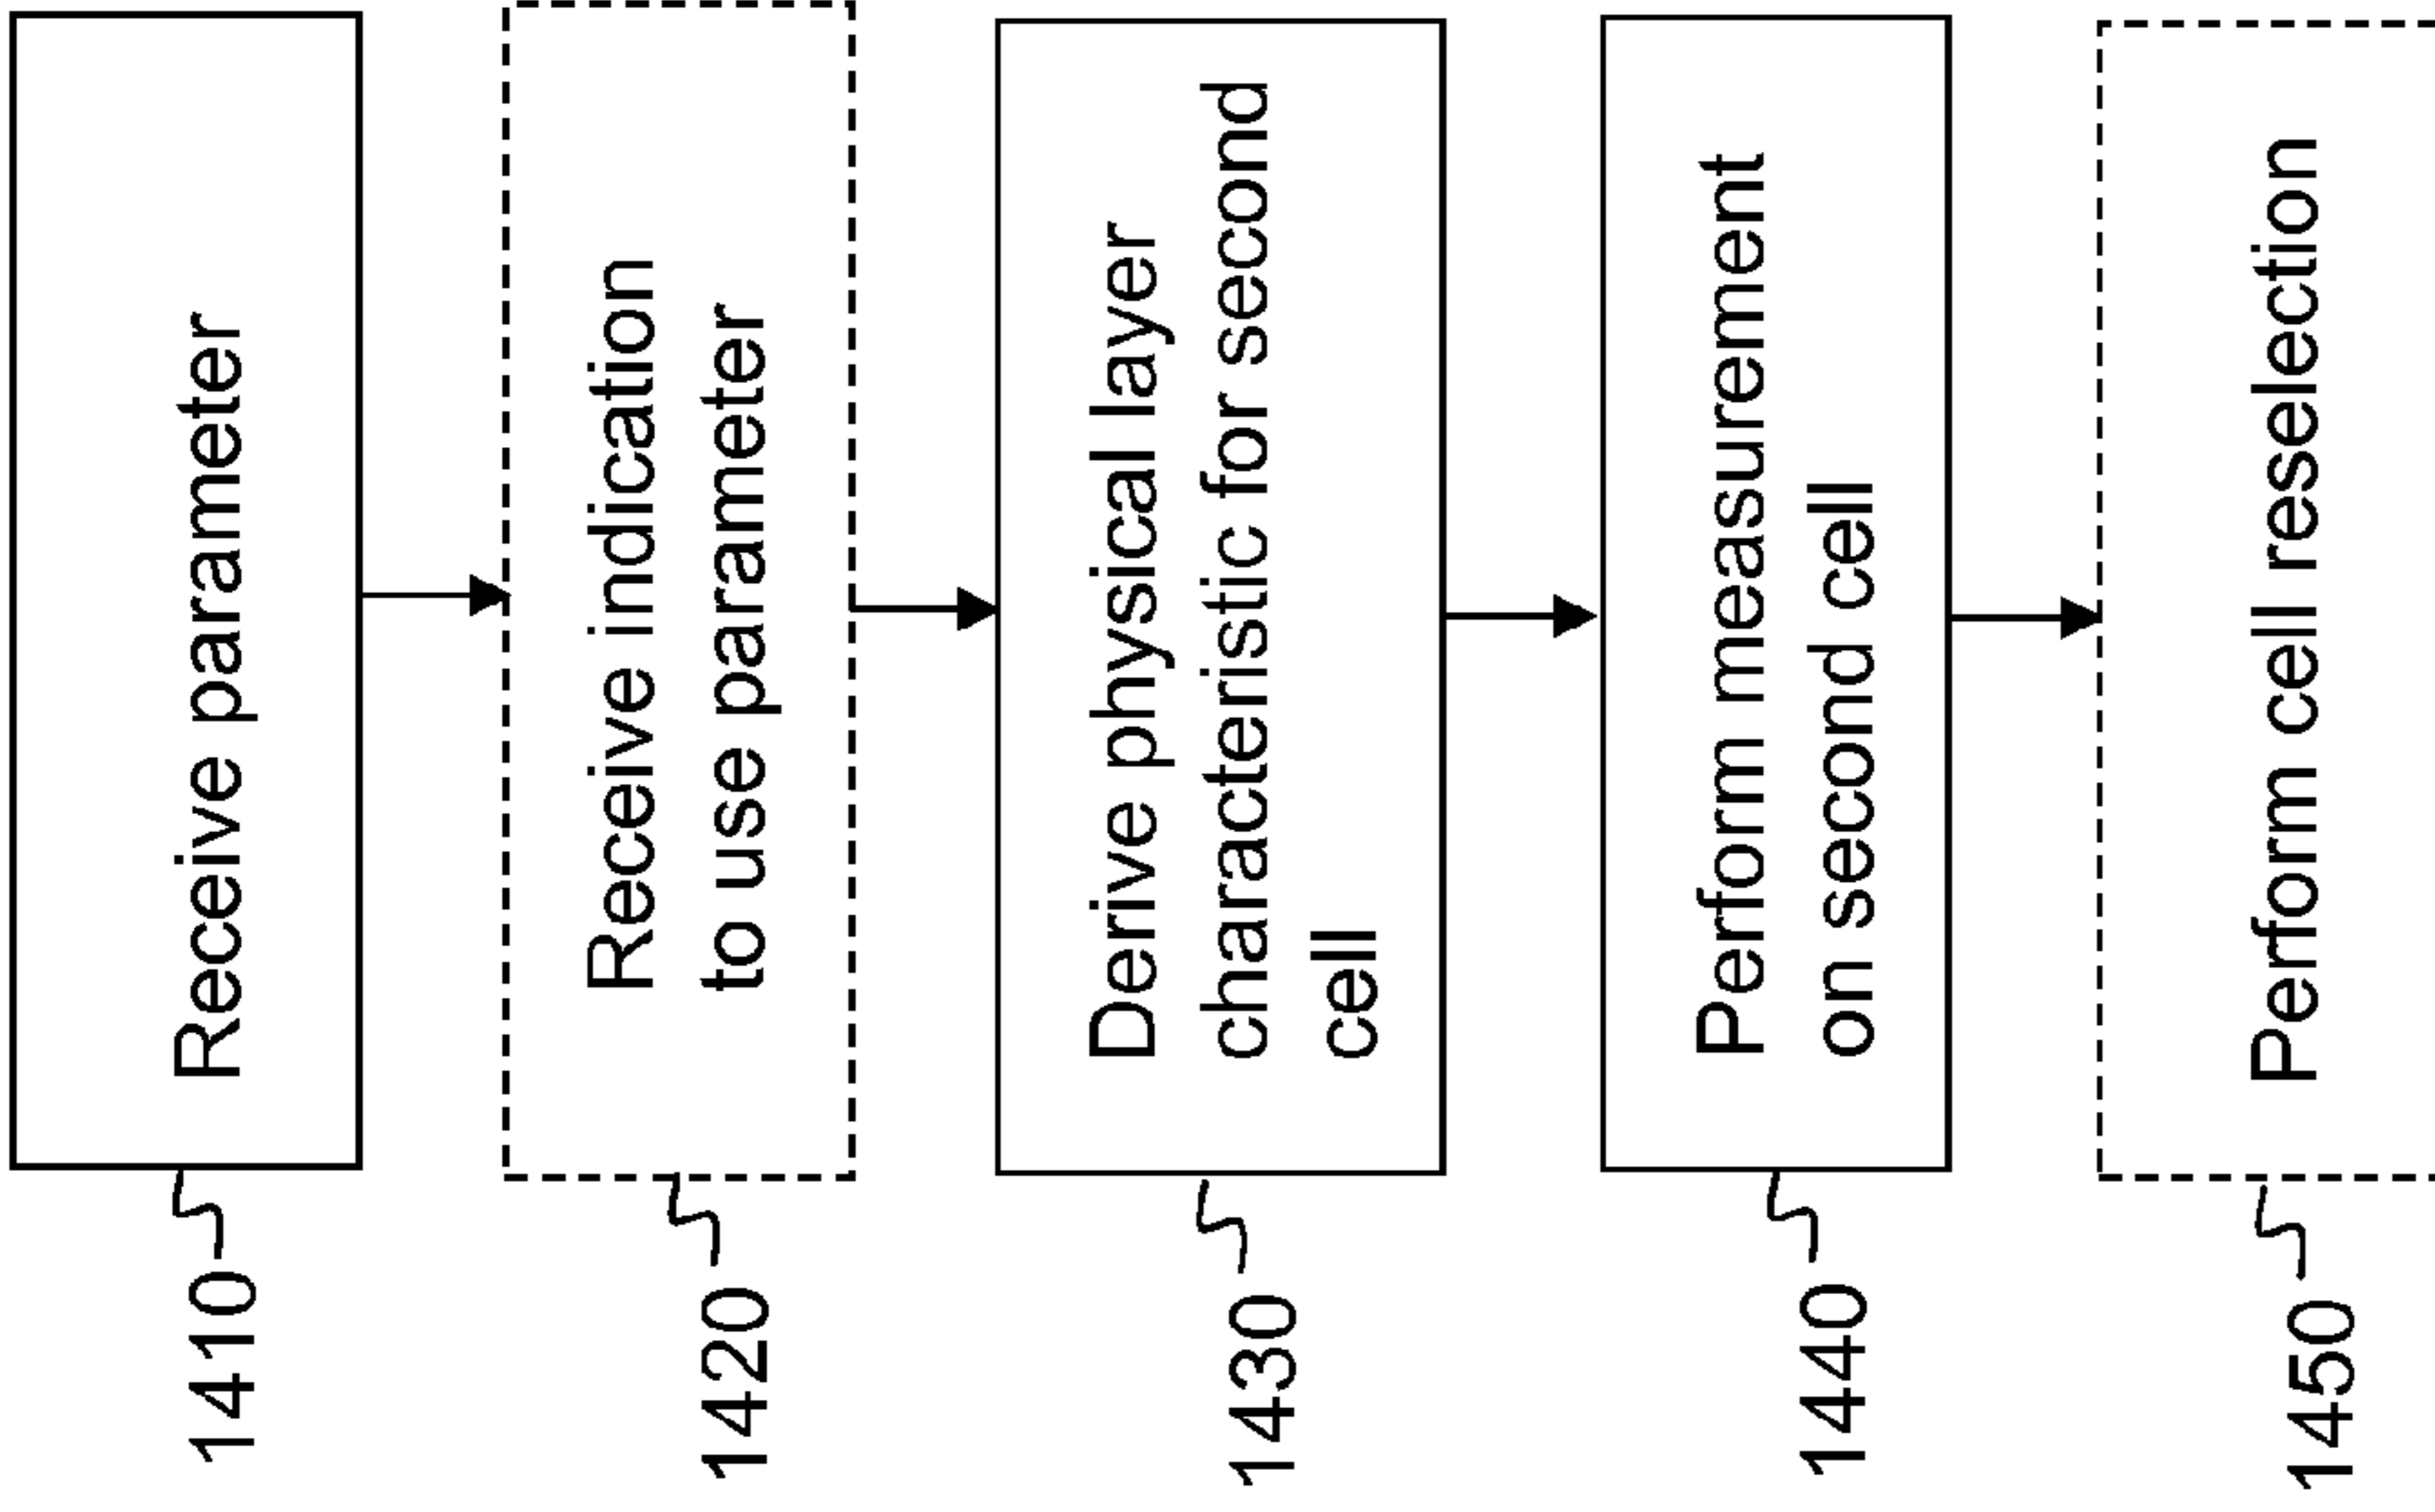 1410
Receive parameter
1420
Receive indication
to use parameter
1430
Derive physical layer
characteristic for second
cell
1440
Perform measurement
on second cell
1450
Perform cell reselection